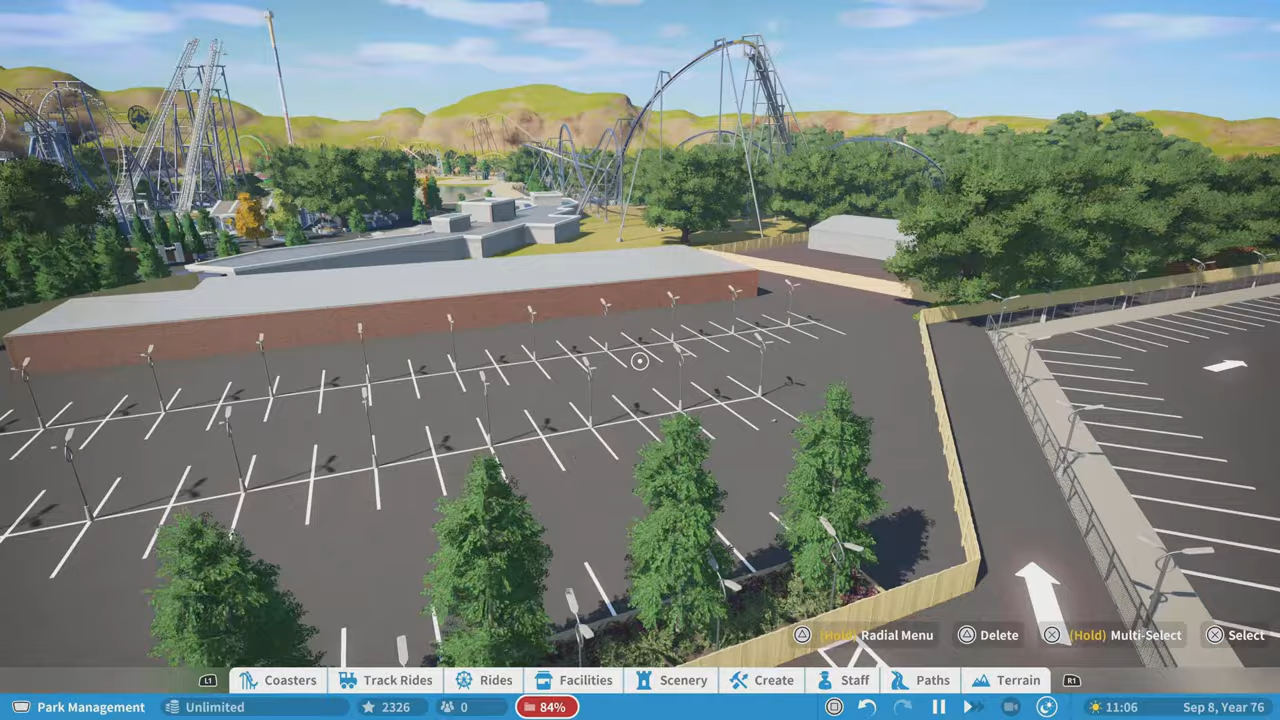 (Hold) Radial Menu
Delete
(Hold) Multi-Select
Select
L1
Coasters
Track Rides
Rides
Facilities
Scenery
Create
Staff
Paths
Terrain
R1
Park Management
Unlimited
2326
0
84%
11:06
Sep 8, Year 76